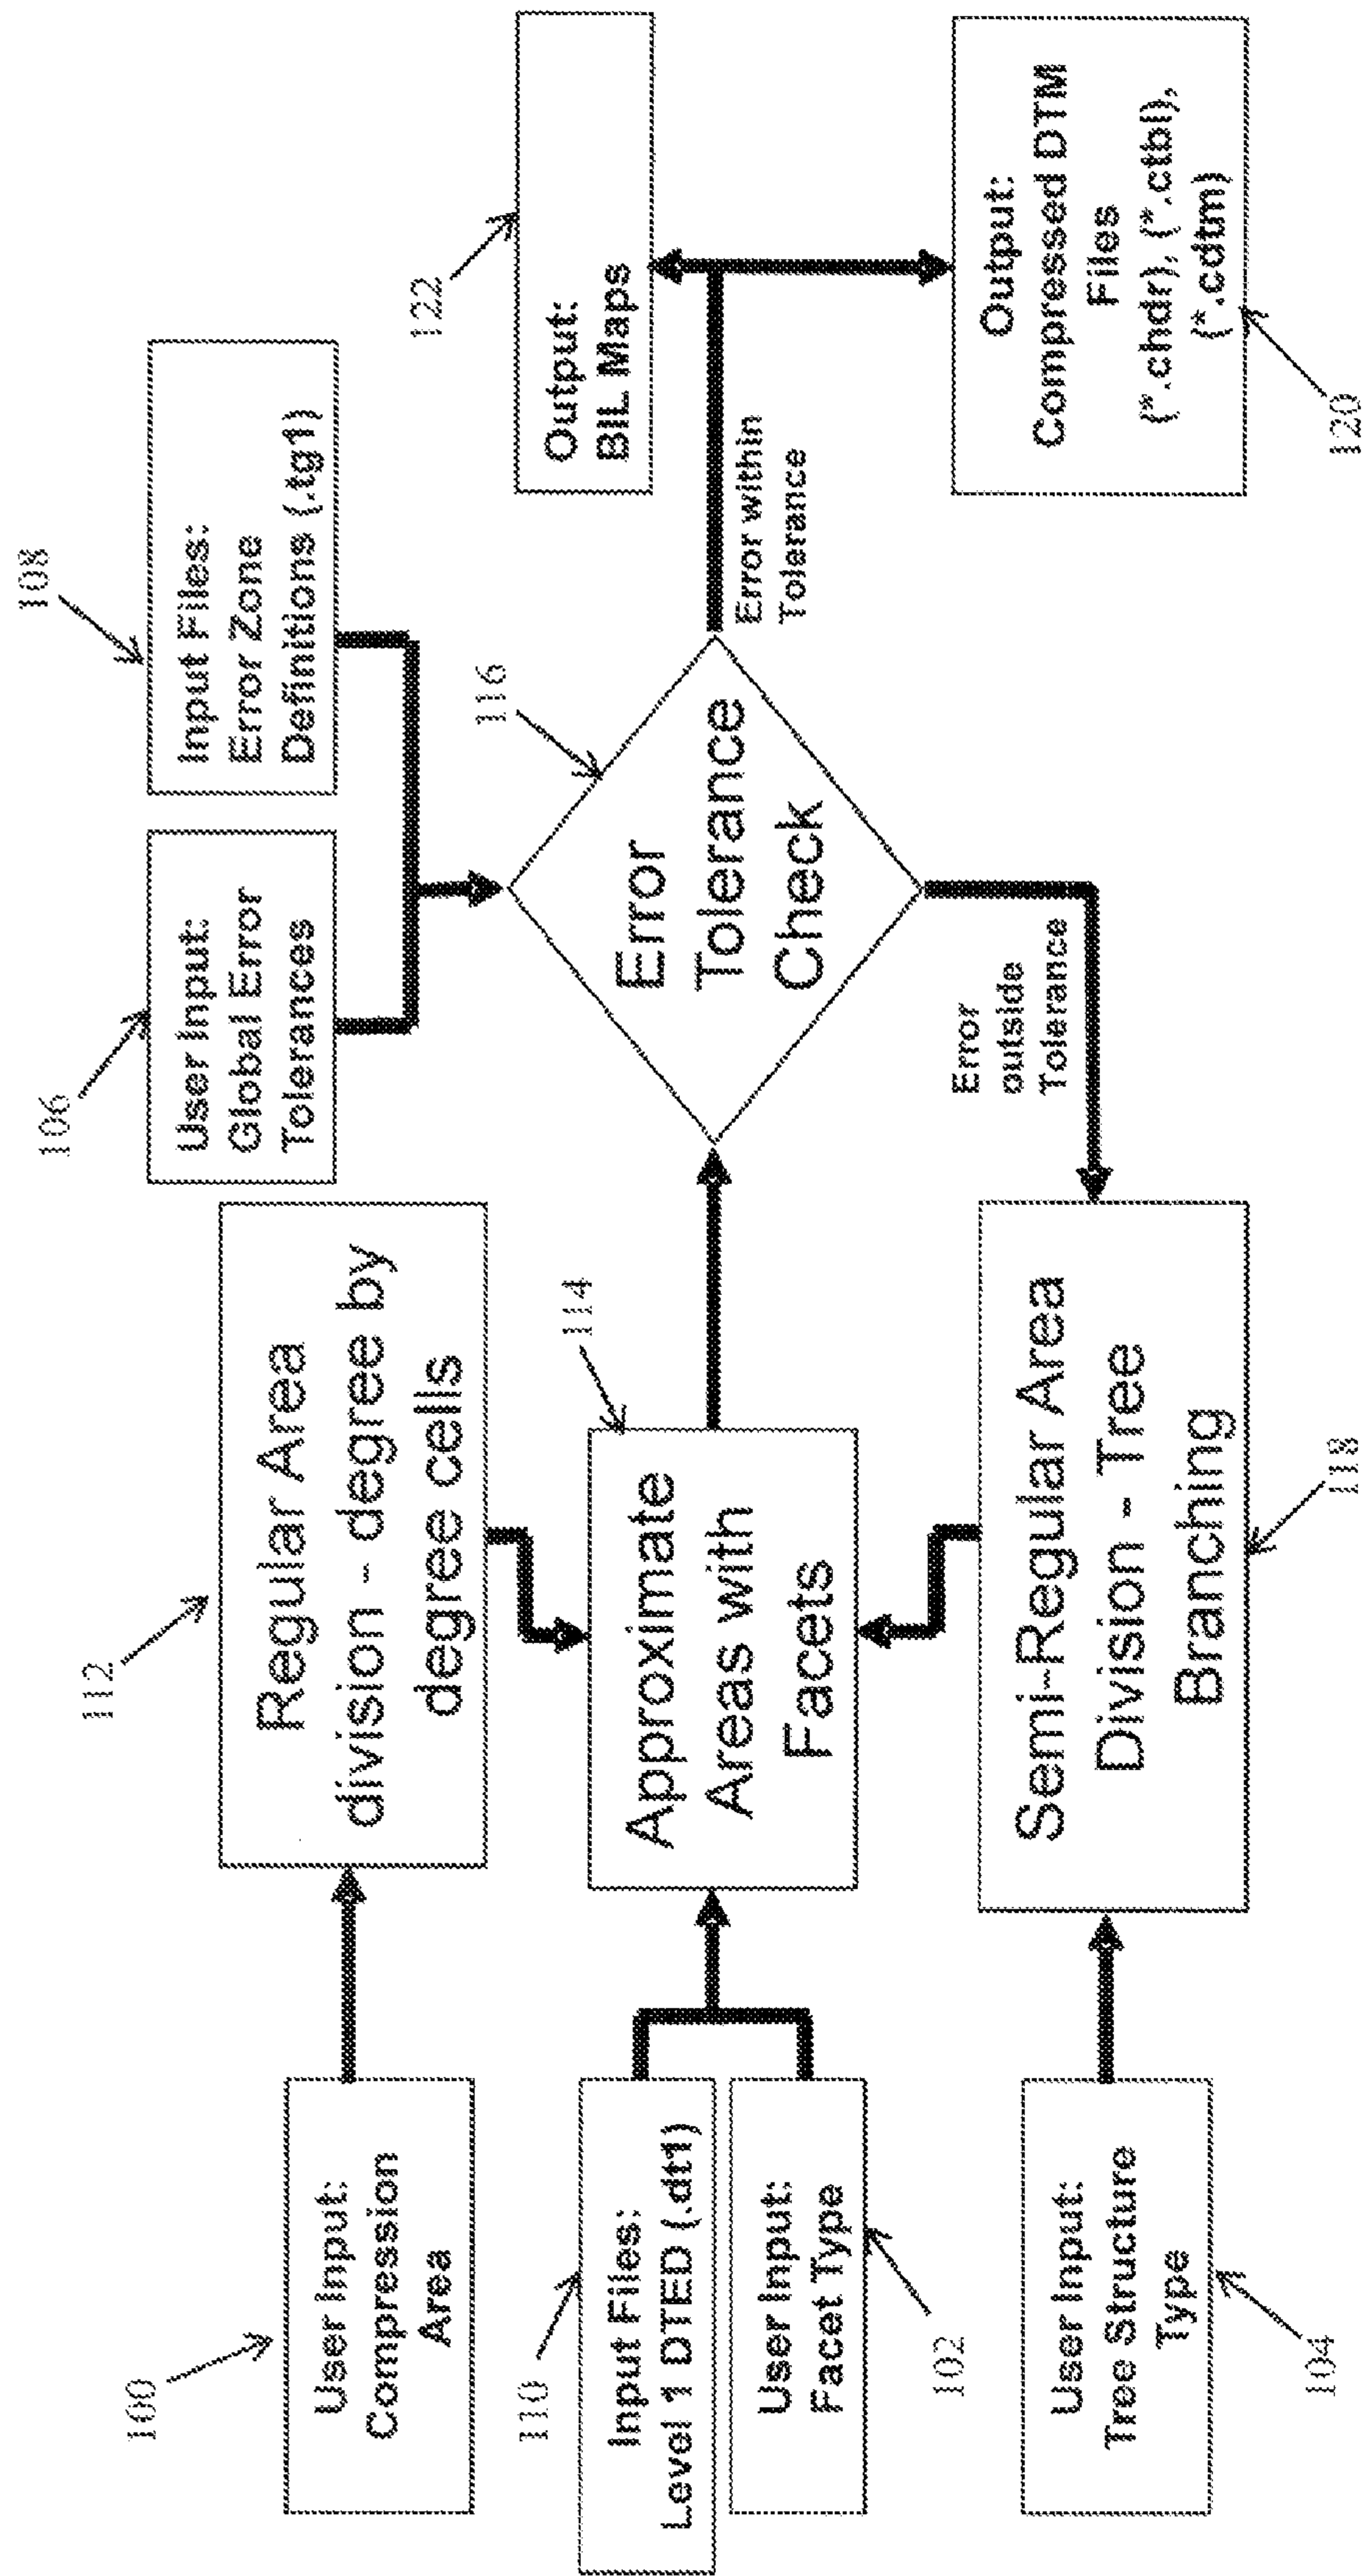 100
User Input:
Compression
Area
112
Regular Area
division - degree by
degree cells
106
User Input:
Global Error
Tolerances
108
Input Files:
Error Zone
Definitions (.tg1)
110
Input Files:
Level 1 DTED (.dt1)
User Input:
Facet Type
102
114
Approximate
Areas with
Facets
116
Error
Tolerance
Check
Error within
Tolerance
122
Output:
BIL Maps
Error
outside
Tolerance
User Input:
Tree Structure
Type
104
Semi-Regular Area
Division - Tree
Branching
118
Output:
Compressed DTM
Files
(*.chdr), (*.ctbl),
(*.cdtm)
120